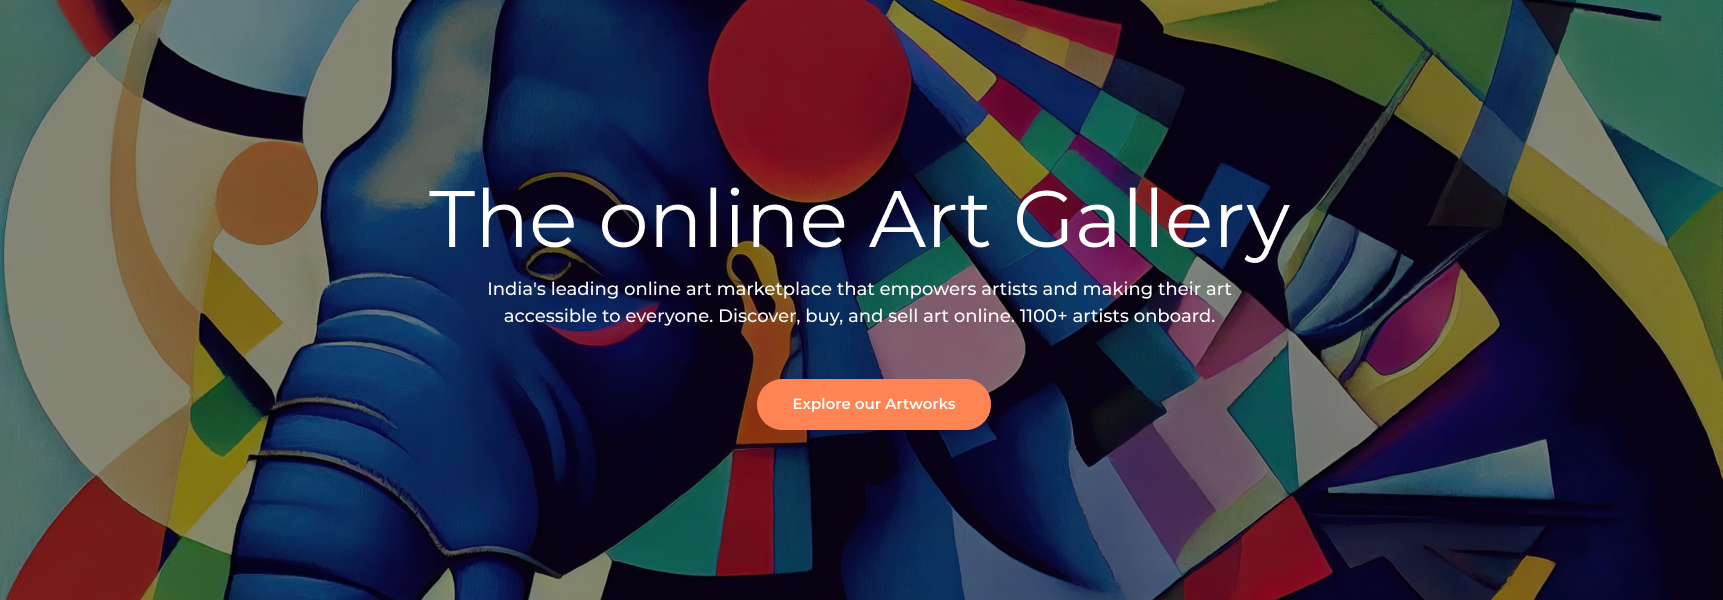 The online Art Gallery
India's leading online art marketplace that empowers artists and making their art
accessible to everyone. Discover, buy, and sell art online. 1100+ artists onboard.
Explore our Artworks